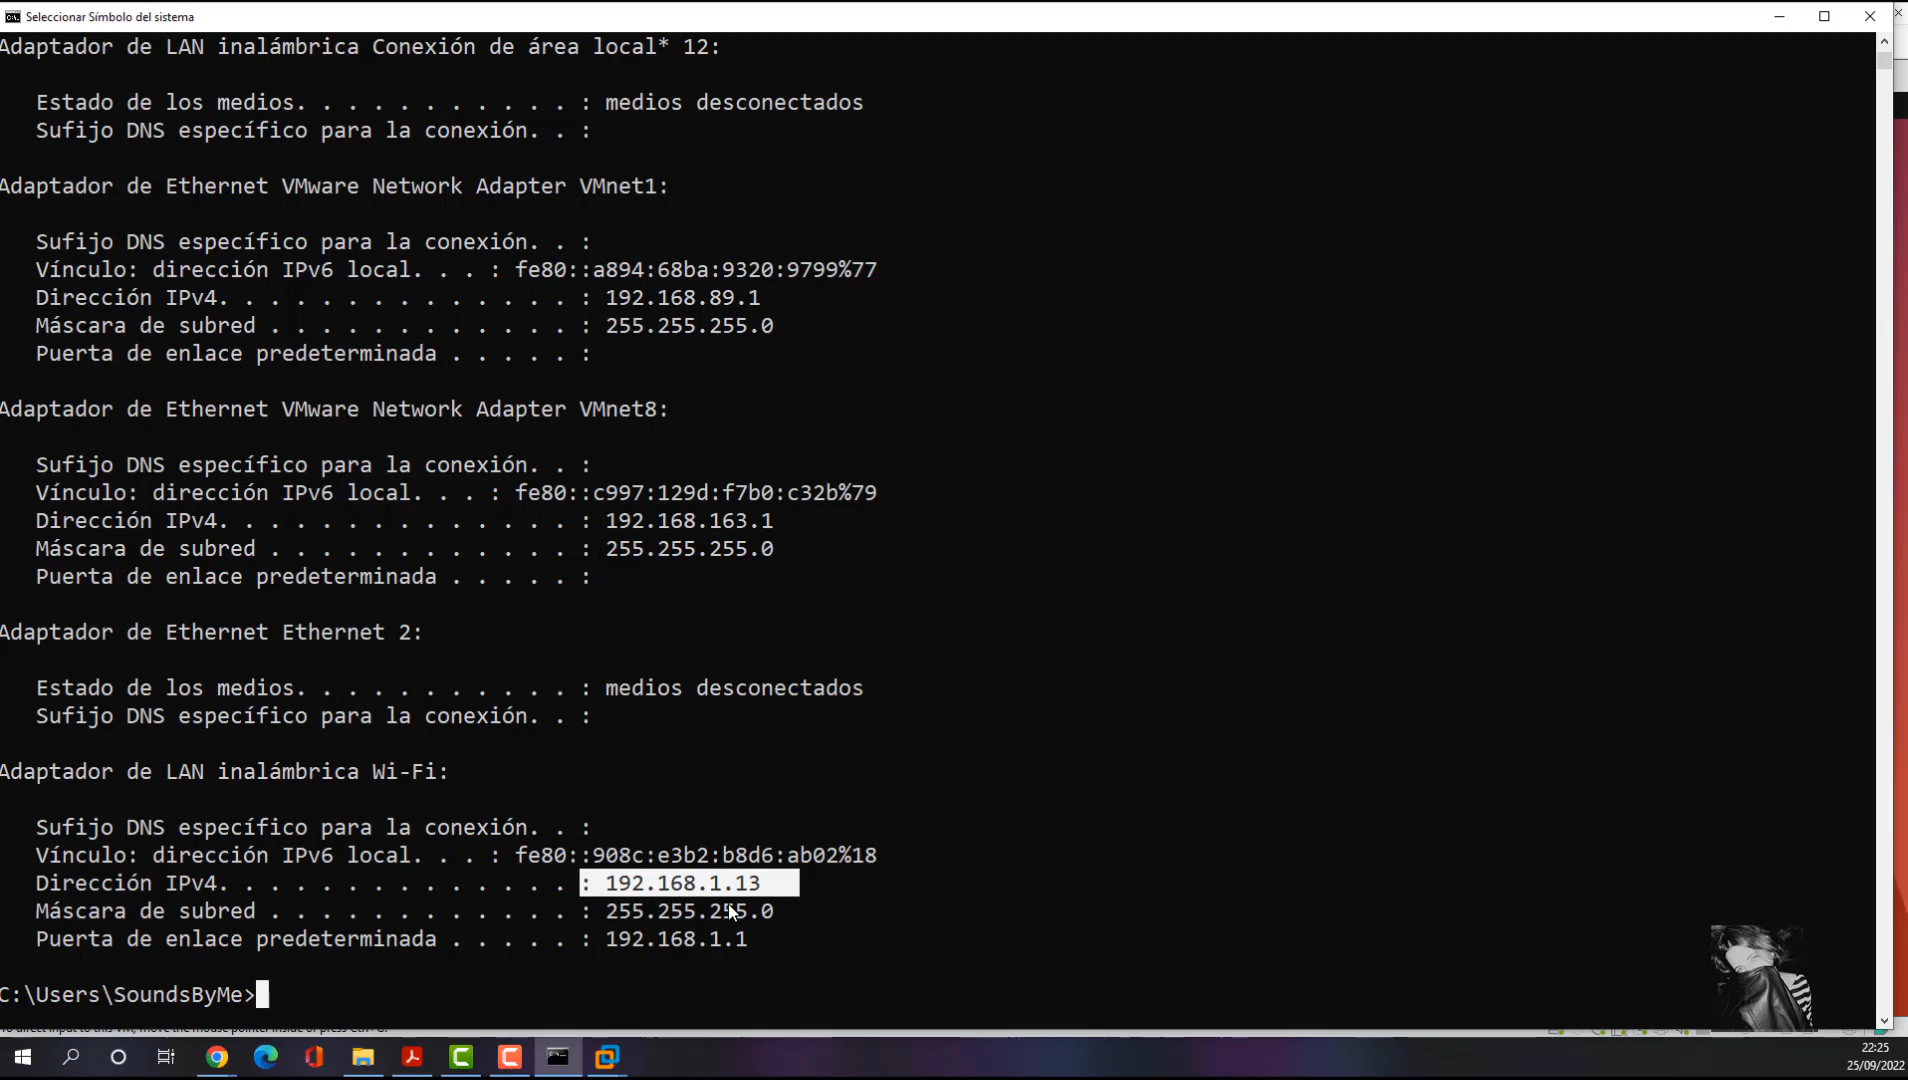 Seleccionar Símbolo del sistema
Adaptador de LAN inalámbrica Conexión de área local* 12:
Estado de los medios. . . . . . . . . . . : medios desconectados
Sufijo DNS específico para la conexión. . :
Adaptador de Ethernet VMware Network Adapter VMnet1:
Sufijo DNS específico para la conexión. . :
Vínculo: dirección IPv6 local. . . : fe80::a894:68ba:9320:9799%77
Dirección IPv4. . . . . . . . . . . . . . : 192.168.89.1
Máscara de subred . . . . . . . . . . . . : 255.255.255.0
Puerta de enlace predeterminada . . . . . :
Adaptador de Ethernet VMware Network Adapter VMnet8:
Sufijo DNS específico para la conexión. . :
Vínculo: dirección IPv6 local. . . : fe80::c997:129d:f7b0:c32b%79
Dirección IPv4. . . . . . . . . . . . . . : 192.168.163.1
Máscara de subred . . . . . . . . . . . . : 255.255.255.0
Puerta de enlace predeterminada . . . . . :
Adaptador de Ethernet Ethernet 2:
Estado de los medios. . . . . . . . . . . : medios desconectados
Sufijo DNS específico para la conexión. . :
Adaptador de LAN inalámbrica Wi-Fi:
Sufijo DNS específico para la conexión. . :
Vínculo: dirección IPv6 local. . . : fe80::908c:e3b2:b8d6:ab02%18
Dirección IPv4. . . . . . . . . . . . . . : 192.168.1.13
Máscara de subred . . . . . . . . . . . . : 255.255.255.0
Puerta de enlace predeterminada . . . . . : 192.168.1.1
C:\Users\SoundsByMe>
22:25
25/09/2022